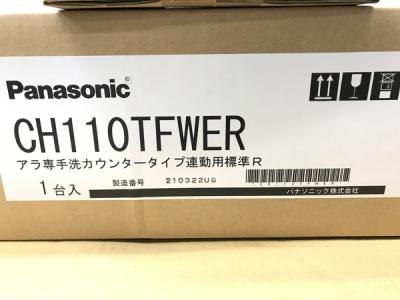 Panasonic®
CH110TFWER
アラ専手洗カウンタータイプ連動用標準R
1台入
製造番号 210322UG
パナソニック株式会社